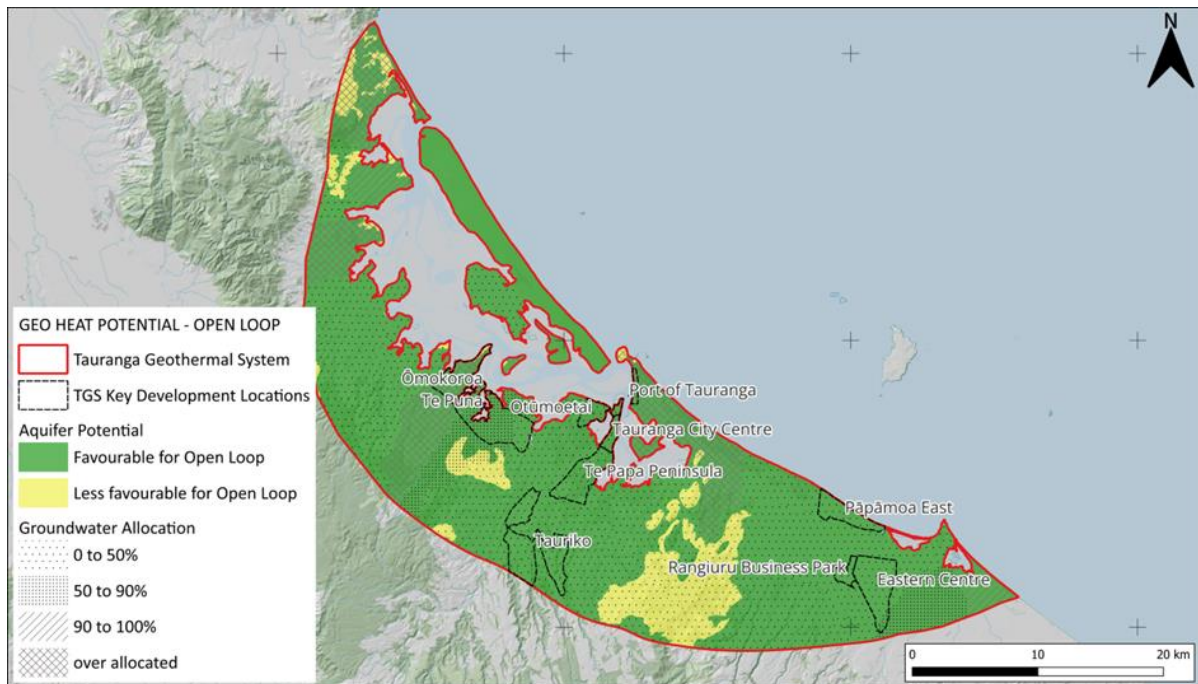 N
GEO HEAT POTENTIAL - OPEN LOOP
Tauranga Geothermal System
TGS Key Development Locations
Aquifer Potential
Favourable for Open Loop
Less favourable for Open Loop
Groundwater Allocation
0 to 50%
50 to 90%
90 to 100%
over allocated
Ōmokoroa
Te Puna
Otūmoetai
Port of Tauranga
Tauranga City Centre
Te Papa Peninsula
Tauriko
Pāpāmoa East
Rangiuru Business Park
Eastern Centre
0 10 20 km